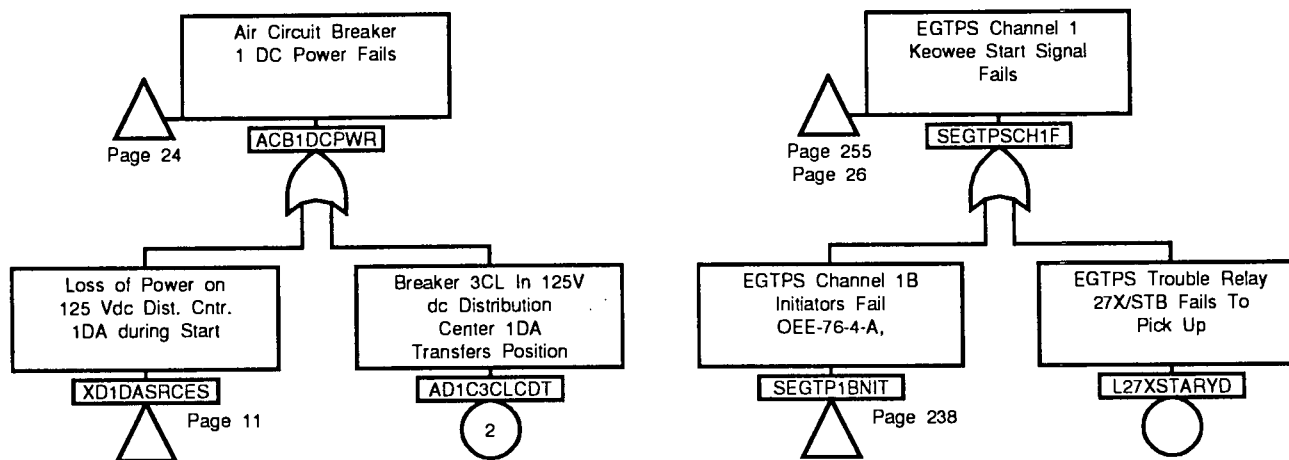 Air Circuit Breaker
1 DC Power Fails
Page 24
ACB1DCPWR
Loss of Power on
125 Vdc Dist. Cntr.
1DA during Start
XD1DASRCES
Page 11
Breaker 3CL In 125V
dc Distribution
Center 1DA
Transfers Position
AD1C3CLCDT
2
EGTPS Channel 1
Keowee Start Signal
Fails
Page 255
Page 26
SEGTPSCH1F
EGTPS Channel 1B
Initiators Fail
OEE-76-4-A,
SEGTP1BNIT
Page 238
EGTPS Trouble Relay
27X/STB Fails To
Pick Up
L27XSTARYD